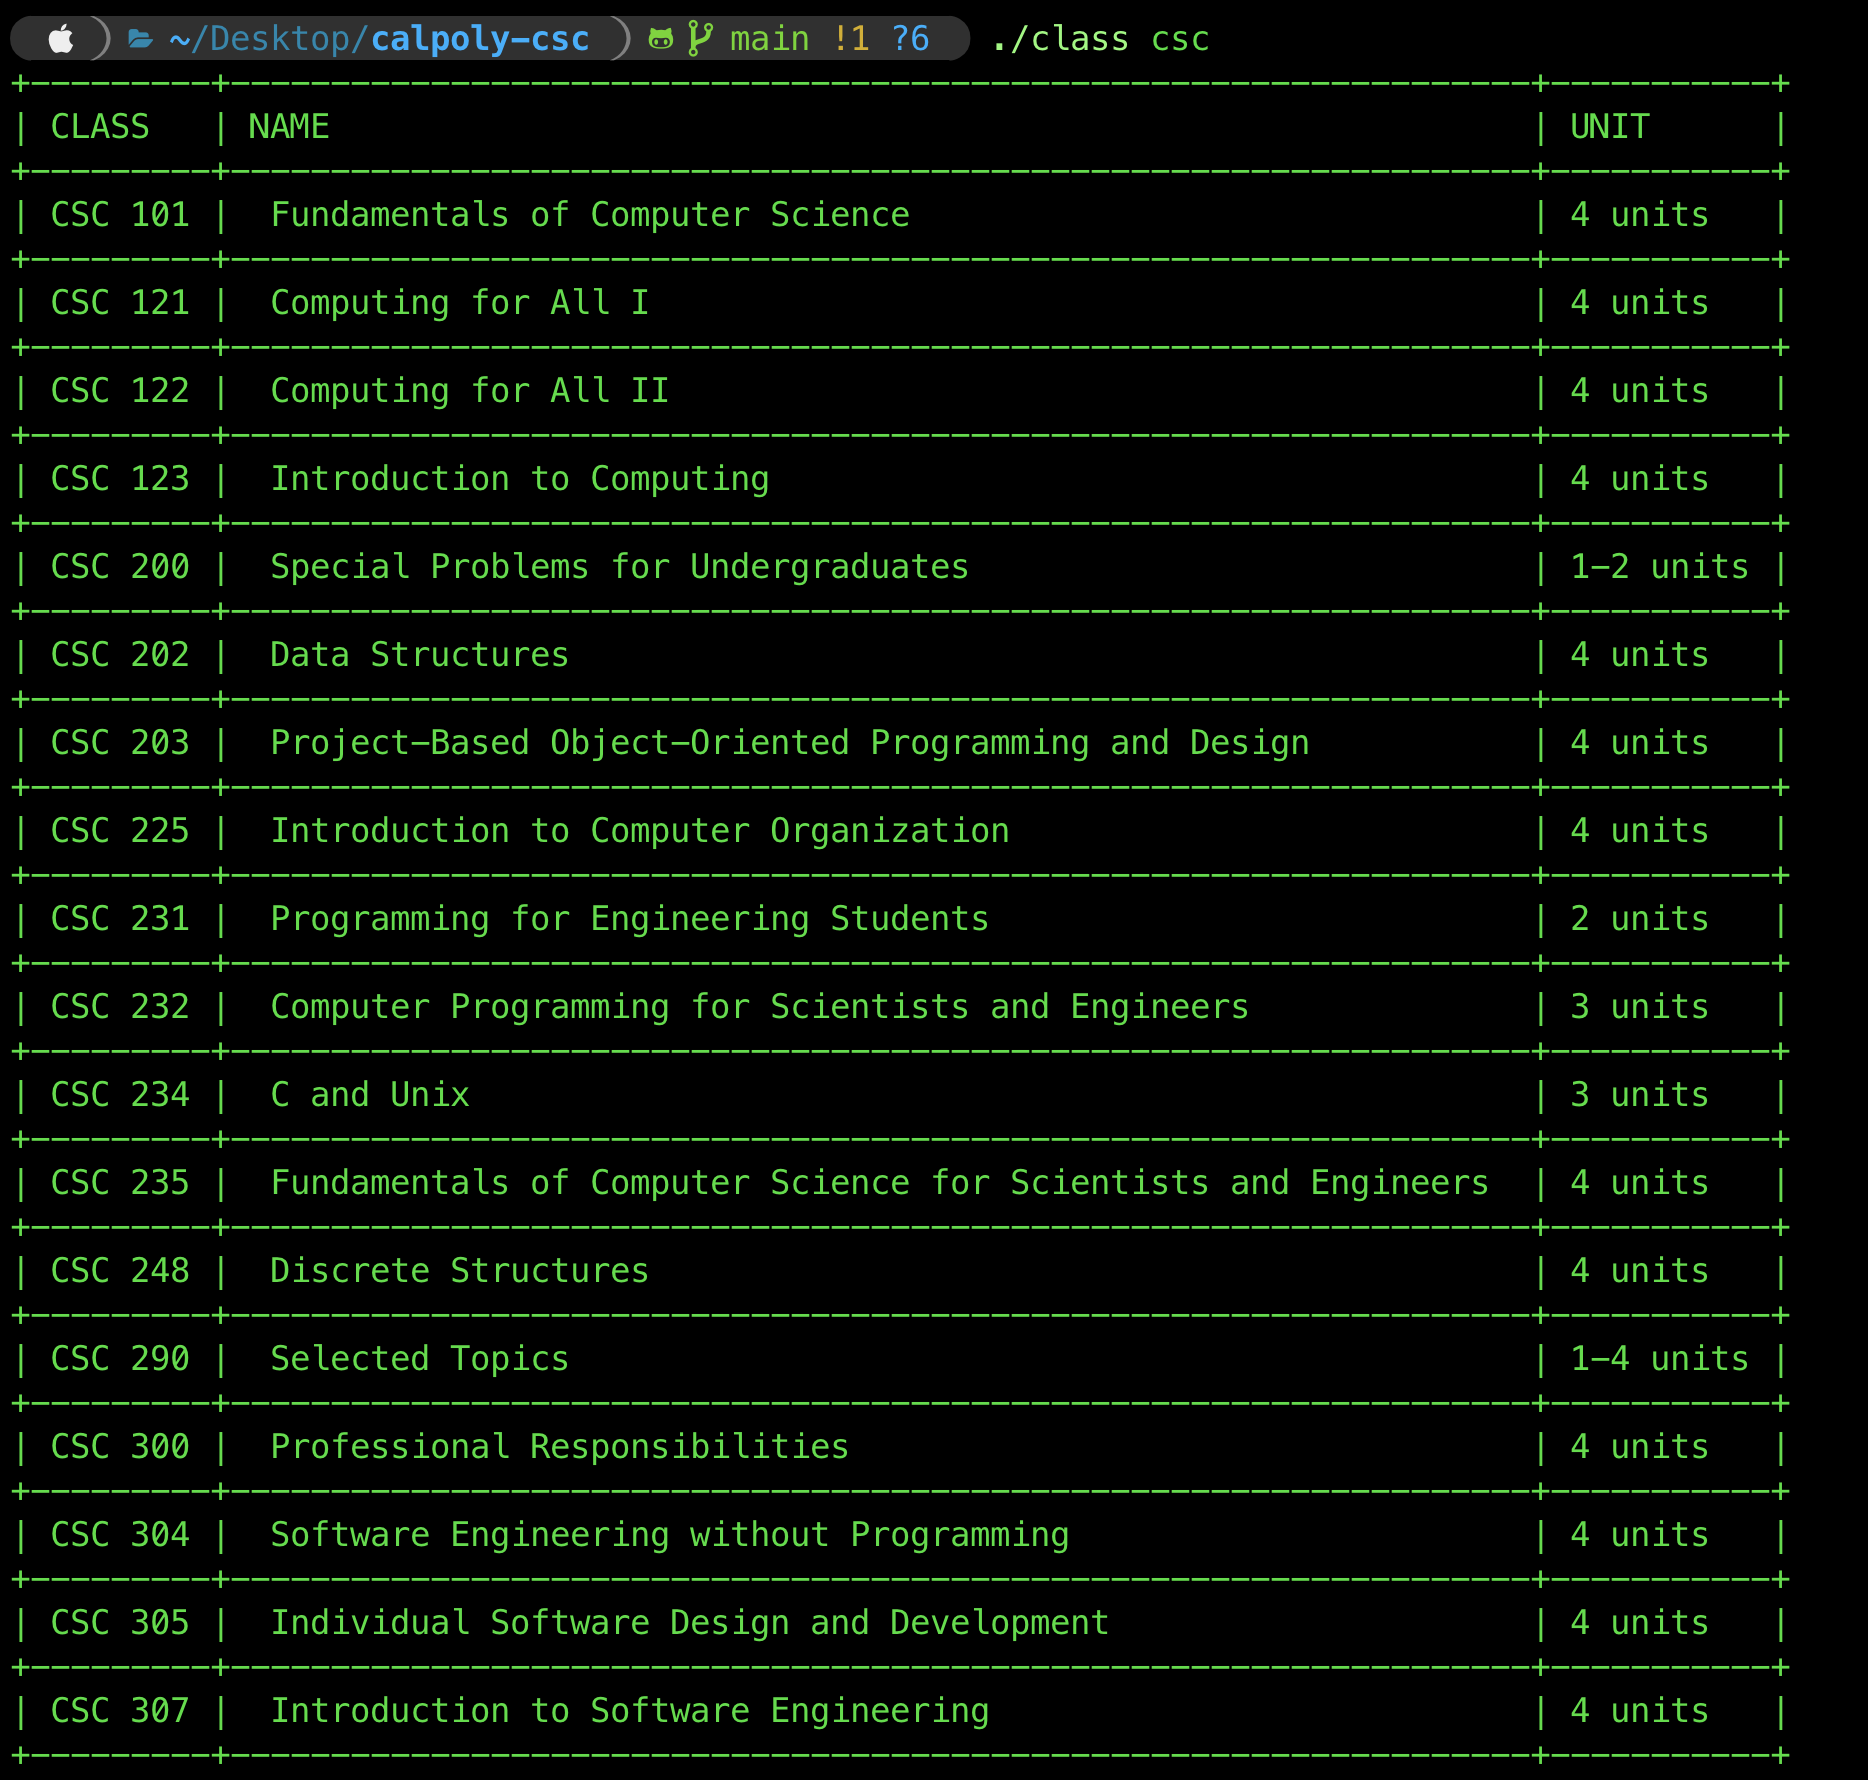 ~/Desktop/calpoly-csc main !1 ?6 ./class csc
+---------+-----------------------------------------------------------------+-----------+
| CLASS | NAME | UNIT |
+---------+-----------------------------------------------------------------+-----------+
| CSC 101 | Fundamentals of Computer Science | 4 units |
+---------+-----------------------------------------------------------------+-----------+
| CSC 121 | Computing for All I | 4 units |
+---------+-----------------------------------------------------------------+-----------+
| CSC 122 | Computing for All II | 4 units |
+---------+-----------------------------------------------------------------+-----------+
| CSC 123 | Introduction to Computing | 4 units |
+---------+-----------------------------------------------------------------+-----------+
| CSC 200 | Special Problems for Undergraduates | 1-2 units |
+---------+-----------------------------------------------------------------+-----------+
| CSC 202 | Data Structures | 4 units |
+---------+-----------------------------------------------------------------+-----------+
| CSC 203 | Project-Based Object-Oriented Programming and Design | 4 units |
+---------+-----------------------------------------------------------------+-----------+
| CSC 225 | Introduction to Computer Organization | 4 units |
+---------+-----------------------------------------------------------------+-----------+
| CSC 231 | Programming for Engineering Students | 2 units |
+---------+-----------------------------------------------------------------+-----------+
| CSC 232 | Computer Programming for Scientists and Engineers | 3 units |
+---------+-----------------------------------------------------------------+-----------+
| CSC 234 | C and Unix | 3 units |
+---------+-----------------------------------------------------------------+-----------+
| CSC 235 | Fundamentals of Computer Science for Scientists and Engineers | 4 units |
+---------+-----------------------------------------------------------------+-----------+
| CSC 248 | Discrete Structures | 4 units |
+---------+-----------------------------------------------------------------+-----------+
| CSC 290 | Selected Topics | 1-4 units |
+---------+-----------------------------------------------------------------+-----------+
| CSC 300 | Professional Responsibilities | 4 units |
+---------+-----------------------------------------------------------------+-----------+
| CSC 304 | Software Engineering without Programming | 4 units |
+---------+-----------------------------------------------------------------+-----------+
| CSC 305 | Individual Software Design and Development | 4 units |
+---------+-----------------------------------------------------------------+-----------+
| CSC 307 | Introduction to Software Engineering | 4 units |
+---------+-----------------------------------------------------------------+-----------+